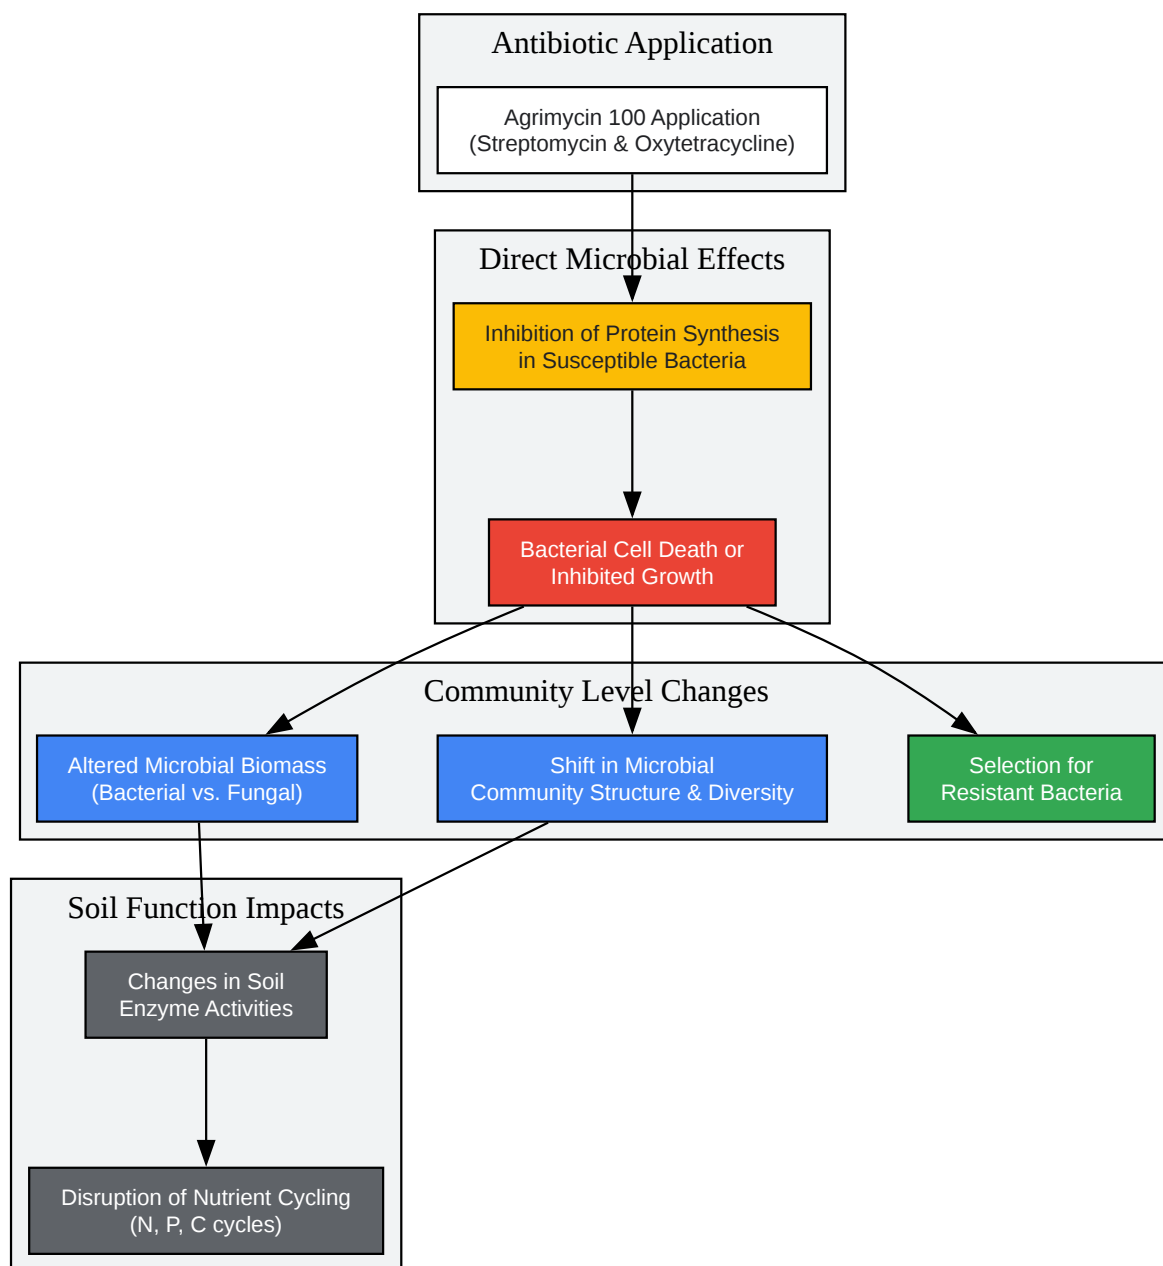 Antibiotic Application
Agrimycin 100 Application
(Streptomycin & Oxytetracycline)
Direct Microbial Effects
Inhibition of Protein Synthesis
in Susceptible Bacteria
Bacterial Cell Death or
Inhibited Growth
Community Level Changes
Altered Microbial Biomass
(Bacterial vs. Fungal)
Shift in Microbial
Community Structure & Diversity
Selection for
Resistant Bacteria
Soil Function Impacts
Changes in Soil
Enzyme Activities
Disruption of Nutrient Cycling
(N, P, C cycles)